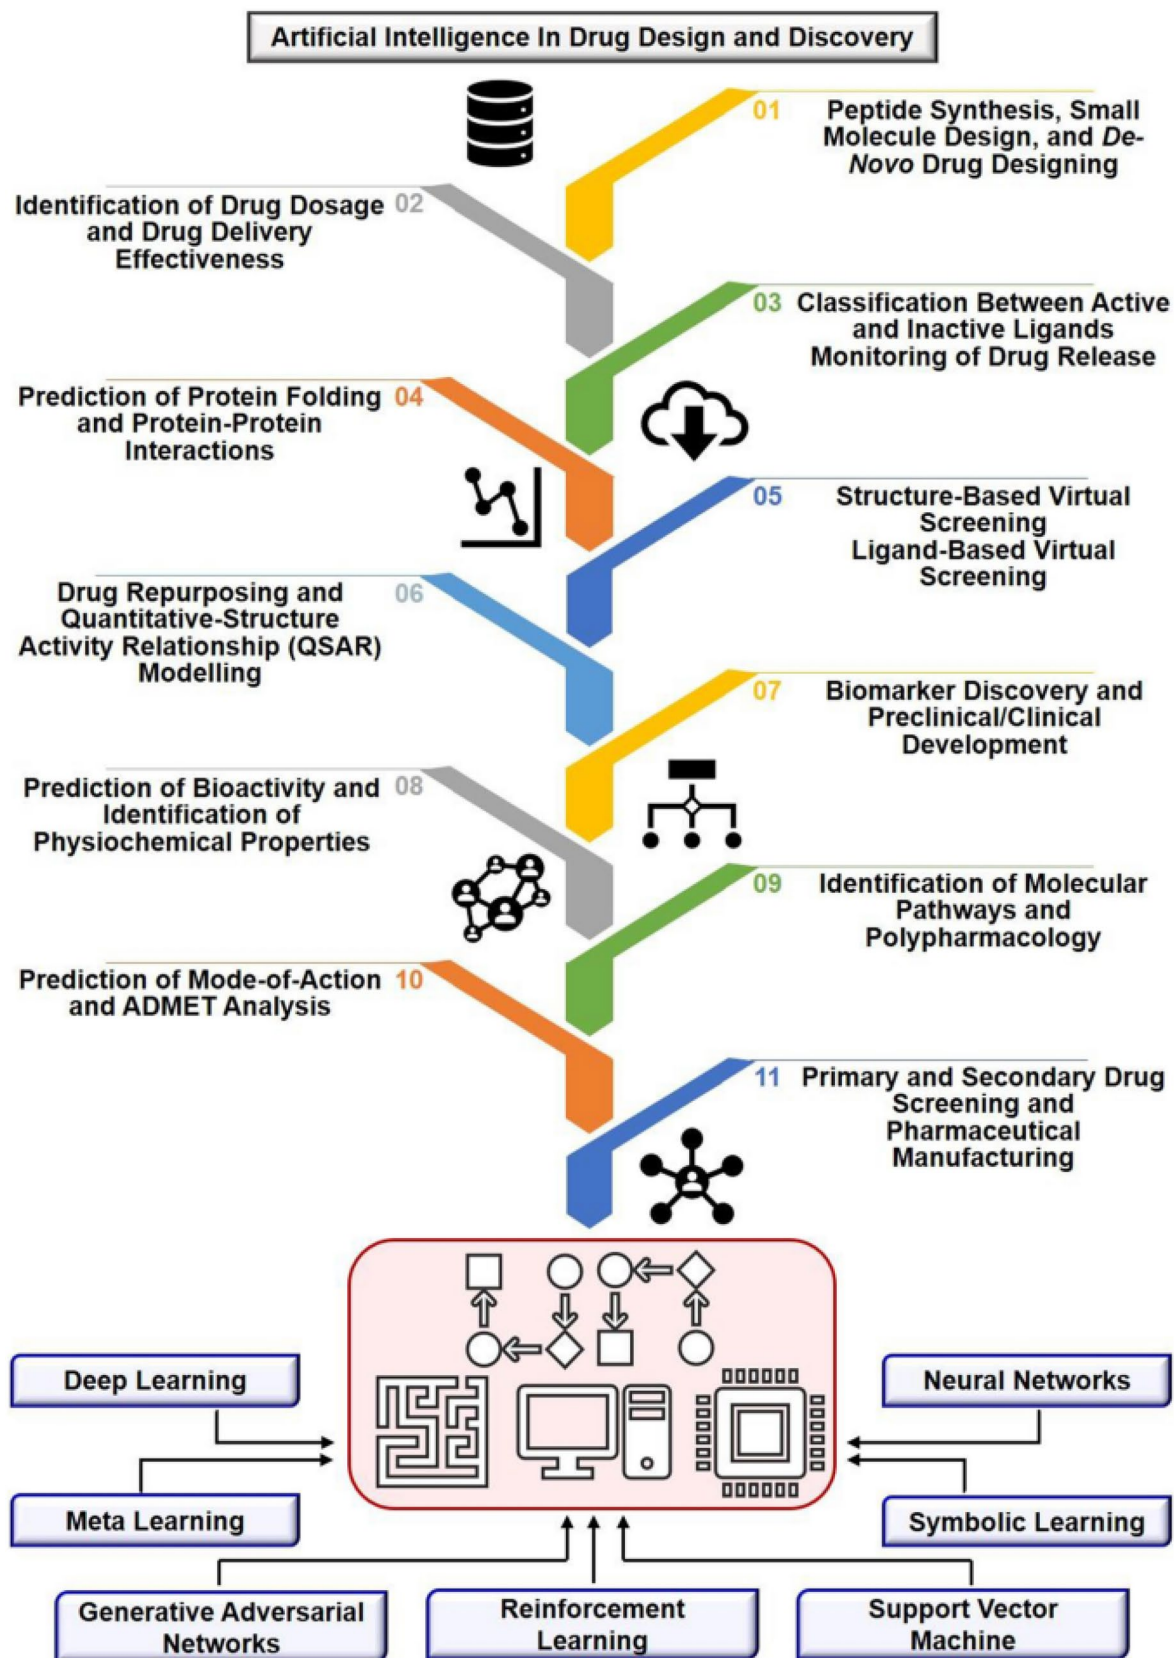 Artificial Intelligence In Drug Design and Discovery
01
Peptide Synthesis, Small
Molecule Design, and De-
Novo Drug Designing
02
Identification of Drug Dosage
and Drug Delivery
Effectiveness
03
Classification Between Active
and Inactive Ligands
Monitoring of Drug Release
04
Prediction of Protein Folding
and Protein-Protein
Interactions
05
Structure-Based Virtual
Screening
Ligand-Based Virtual
Screening
06
Drug Repurposing and
Quantitative-Structure
Activity Relationship (QSAR)
Modelling
07
Biomarker Discovery and
Preclinical/Clinical
Development
08
Prediction of Bioactivity and
Identification of
Physiochemical Properties
09
Identification of Molecular
Pathways and
Polypharmacology
10
Prediction of Mode-of-Action
and ADMET Analysis
11
Primary and Secondary Drug
Screening and
Pharmaceutical
Manufacturing
Deep Learning
Neural Networks
Meta Learning
Symbolic Learning
Generative Adversarial
Networks
Reinforcement
Learning
Support Vector
Machine